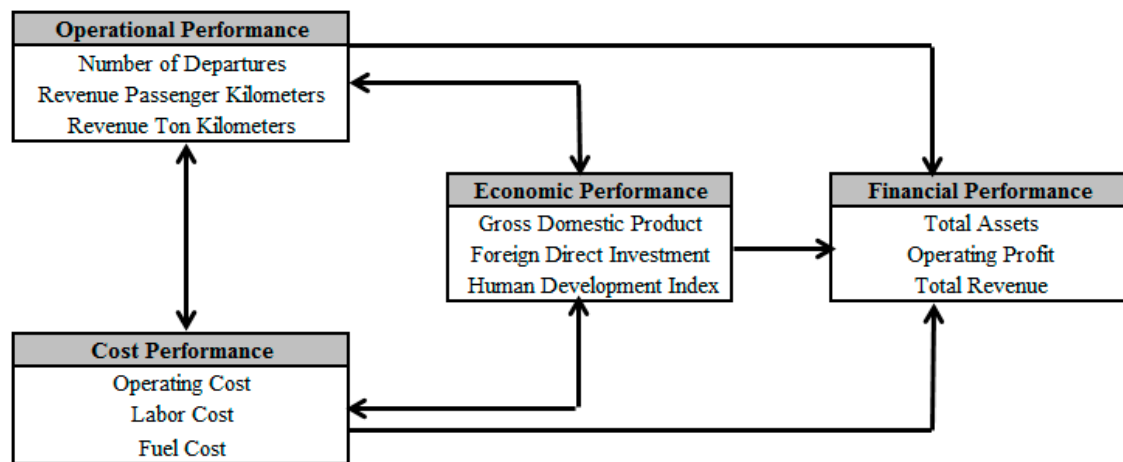 Operational Performance
Number of Departures
Revenue Passenger Kilometers
Revenue Ton Kilometers
Economic Performance
Gross Domestic Product
Foreign Direct Investment
Human Development Index
Financial Performance
Total Assets
Operating Profit
Total Revenue
Cost Performance
Operating Cost
Labor Cost
Fuel Cost